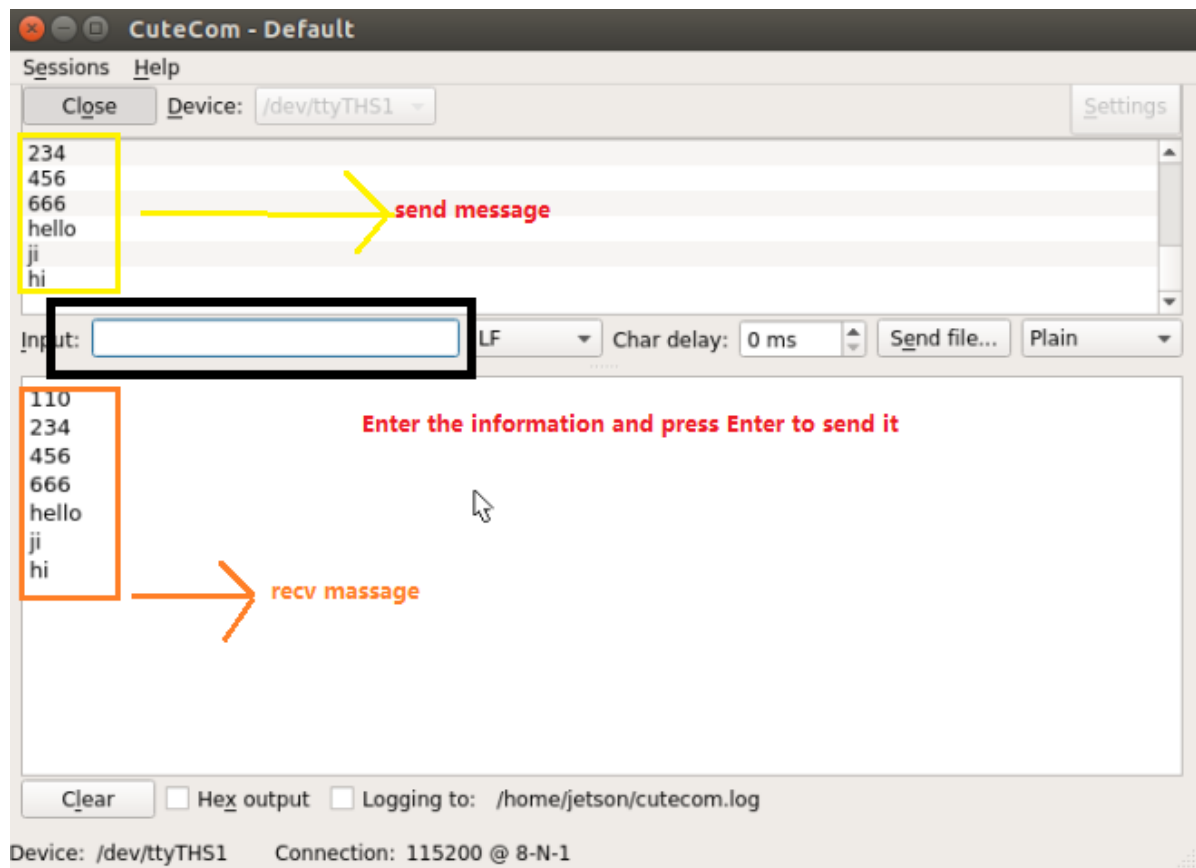 CuteCom - Default
Sessions Help
Close Device: /dev/ttyTHS1 Settings
234
456
666
hello
ji
hi
send message
Input: LF Char delay: 0 ms Send file... Plain
110
234
456
666
hello
ji
hi
Enter the information and press Enter to send it
recv massage
Clear Hex output Logging to: /home/jetson/cutecom.log
Device: /dev/ttyTHS1 Connection: 115200 @ 8-N-1